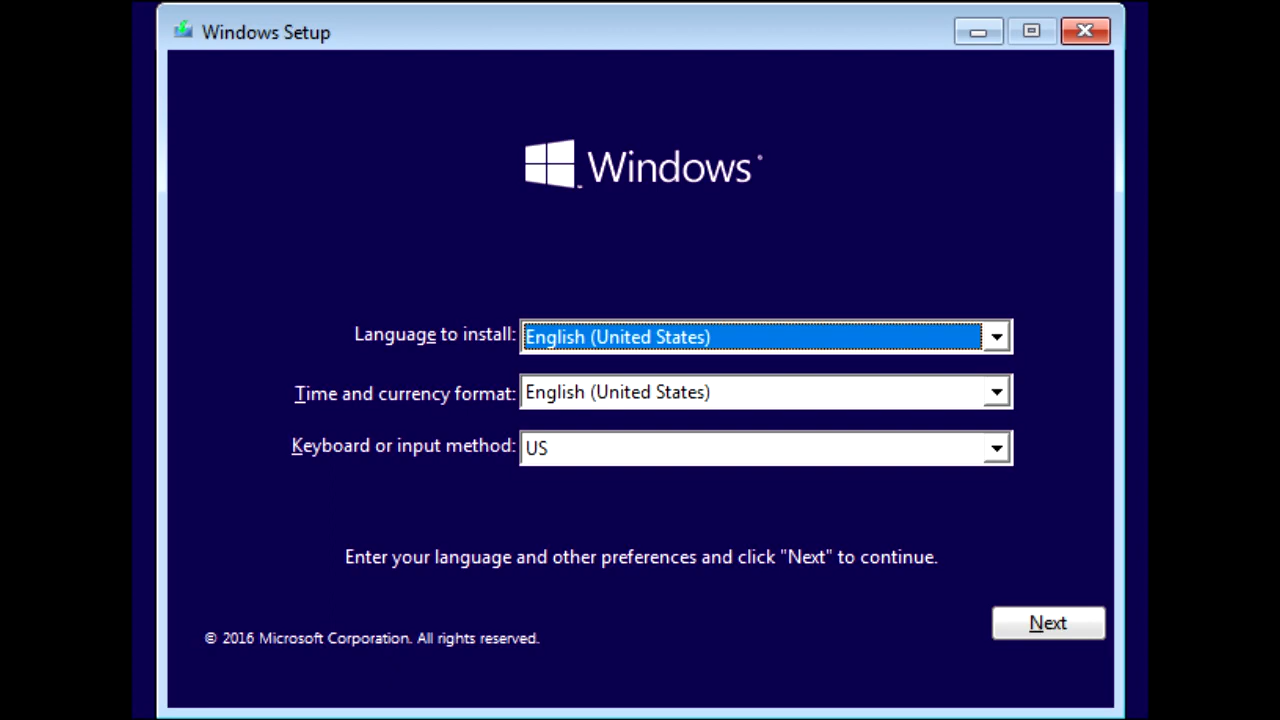 Windows Setup
Windows
Language to install: English (United States)
Time and currency format: English (United States)
Keyboard or input method: US
Enter your language and other preferences and click "Next" to continue.
Next
© 2016 Microsoft Corporation. All rights reserved.